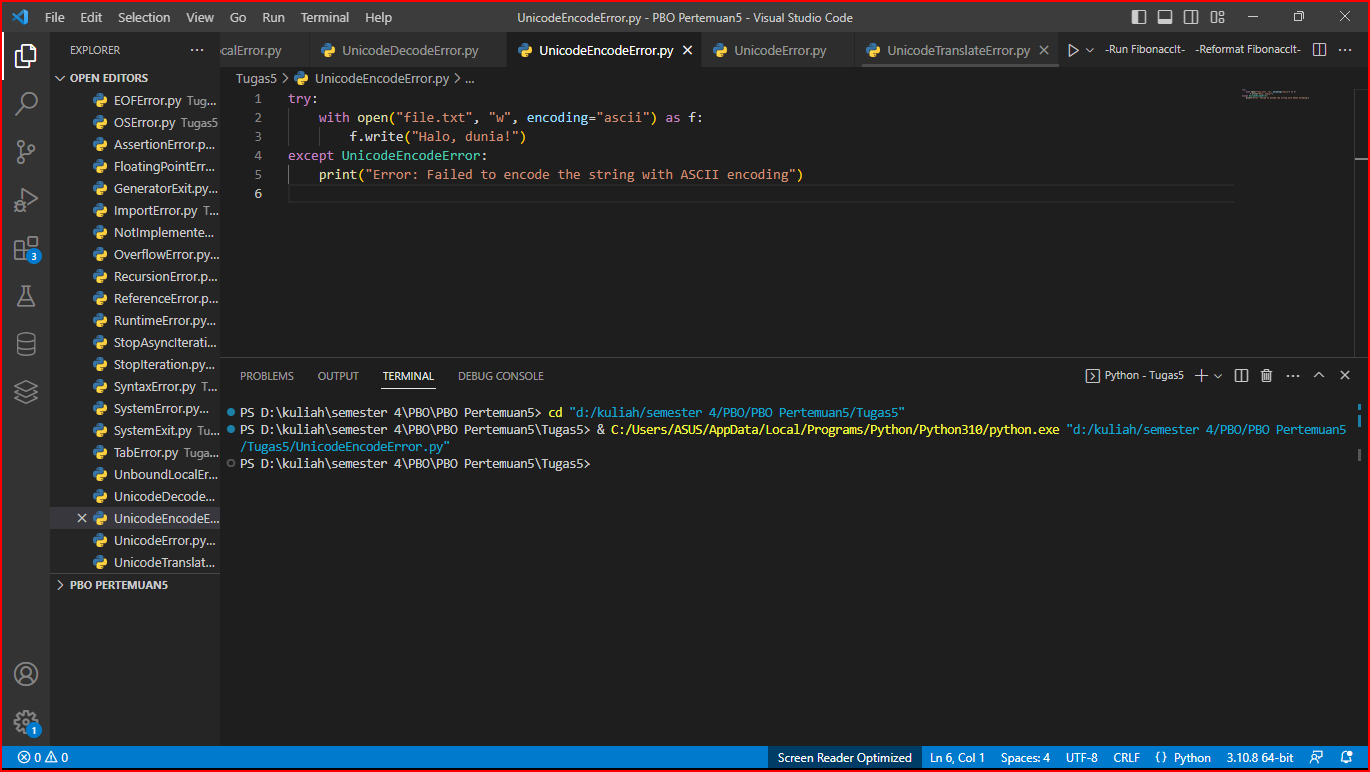 File Edit Selection View Go Run Terminal Help UnicodeEncodeError.py - PBO Pertemuan5 - Visual Studio Code
EXPLORER ...
calError.py UnicodeDecodeError.py UnicodeEncodeError.py UnicodeError.py UnicodeTranslateError.py -Run FibonaccIt- -Reformat FibonaccIt- ...
OPEN EDITORS
EOFError.py Tug...
OSError.py Tugas5
AssertionError.p...
FloatingPointErr...
GeneratorExit.py...
ImportError.py T...
NotImplemente...
OverflowError.py...
RecursionError.p...
ReferenceError.p...
RuntimeError.py...
StopAsyncIterati...
StopIteration.py...
SyntaxError.py T...
SystemError.py...
SystemExit.py Tu...
TabError.py Tuga...
UnboundLocalEr...
UnicodeDecode...
UnicodeEncodeE...
UnicodeError.py...
UnicodeTranslat...
PBO PERTEMUAN5
3
1
Tugas5 > UnicodeEncodeError.py > ...
1 try:
2 with open("file.txt", "w", encoding="ascii") as f:
3 f.write("Halo, dunia!")
4 except UnicodeEncodeError:
5 print("Error: Failed to encode the string with ASCII encoding")
6
PROBLEMS OUTPUT TERMINAL DEBUG CONSOLE Python - Tugas5 ...
PS D:\kuliah\semester 4\PBO\PBO Pertemuan5> cd "d:/kuliah/semester 4/PBO/PBO Pertemuan5/Tugas5"
PS D:\kuliah\semester 4\PBO\PBO Pertemuan5\Tugas5> & C:/Users/ASUS/AppData/Local/Programs/Python/Python310/python.exe "d:/kuliah/semester 4/PBO/PBO Pertemuan5
/Tugas5/UnicodeEncodeError.py"
PS D:\kuliah\semester 4\PBO\PBO Pertemuan5\Tugas5>
0 0 Screen Reader Optimized Ln 6, Col 1 Spaces: 4 UTF-8 CRLF {} Python 3.10.8 64-bit